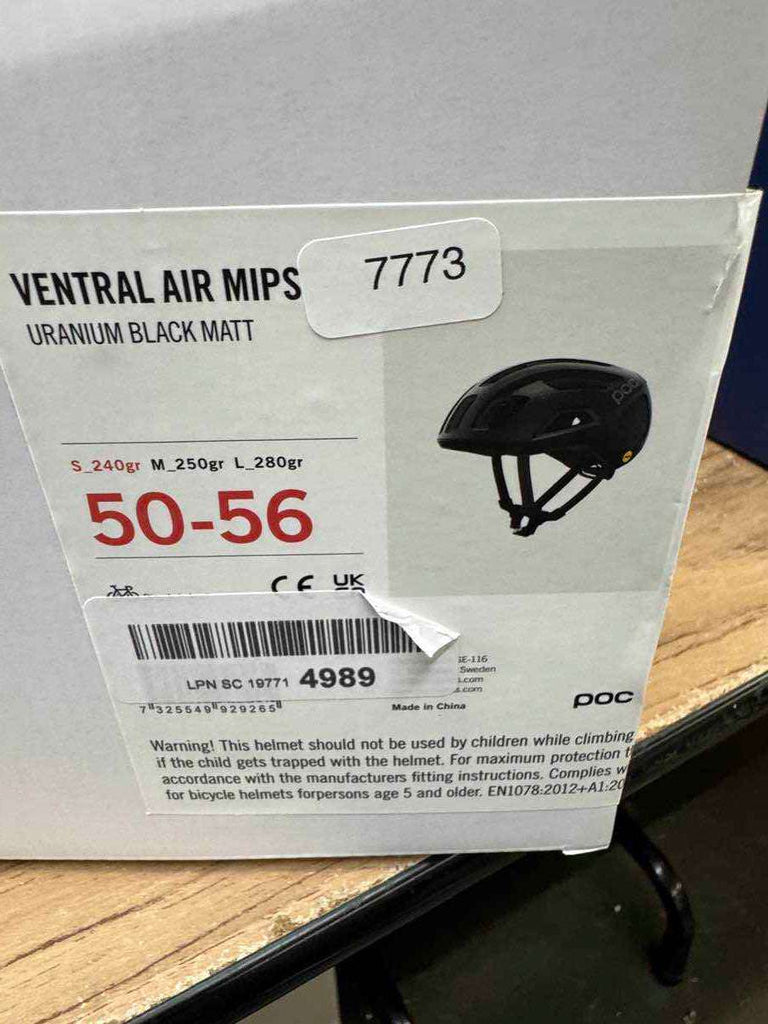 VENTRAL AIR MIPS
7773
URANIUM BLACK MATT
poc
S_240gr M_250gr L_280gr
50-56
CE UK
LPN SC 19771 4989
SE-116
Sweden
.com
s.com
7 325549 929265
Made in China
poc
Warning! This helmet should not be used by children while climbing
if the child gets trapped with the helmet. For maximum protection
accordance with the manufacturers fitting instructions. Complies
for bicycle helmets forpersons age 5 and older. EN1078:2012+A1:20